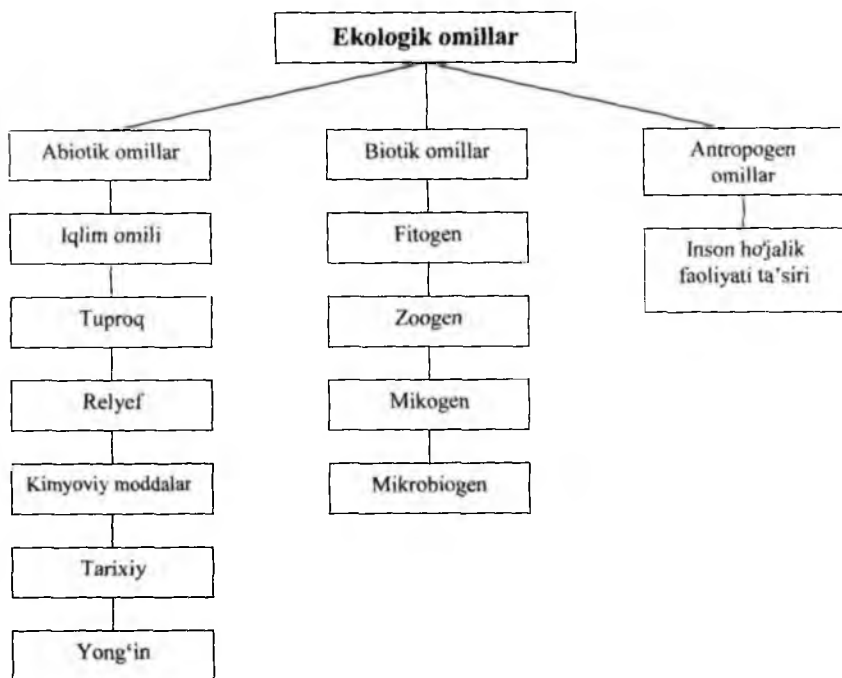 Ekologik omillar
Abiotik omillar
Iqlim omili
Tuproq
Relyef
Kimyoviy moddalar
Tarixiy
Yong‘in
Biotik omillar
Fitogen
Zoogen
Mikogen
Mikrobiogen
Antropogen
omillar
Inson ho'jalik
faoliyati ta’siri